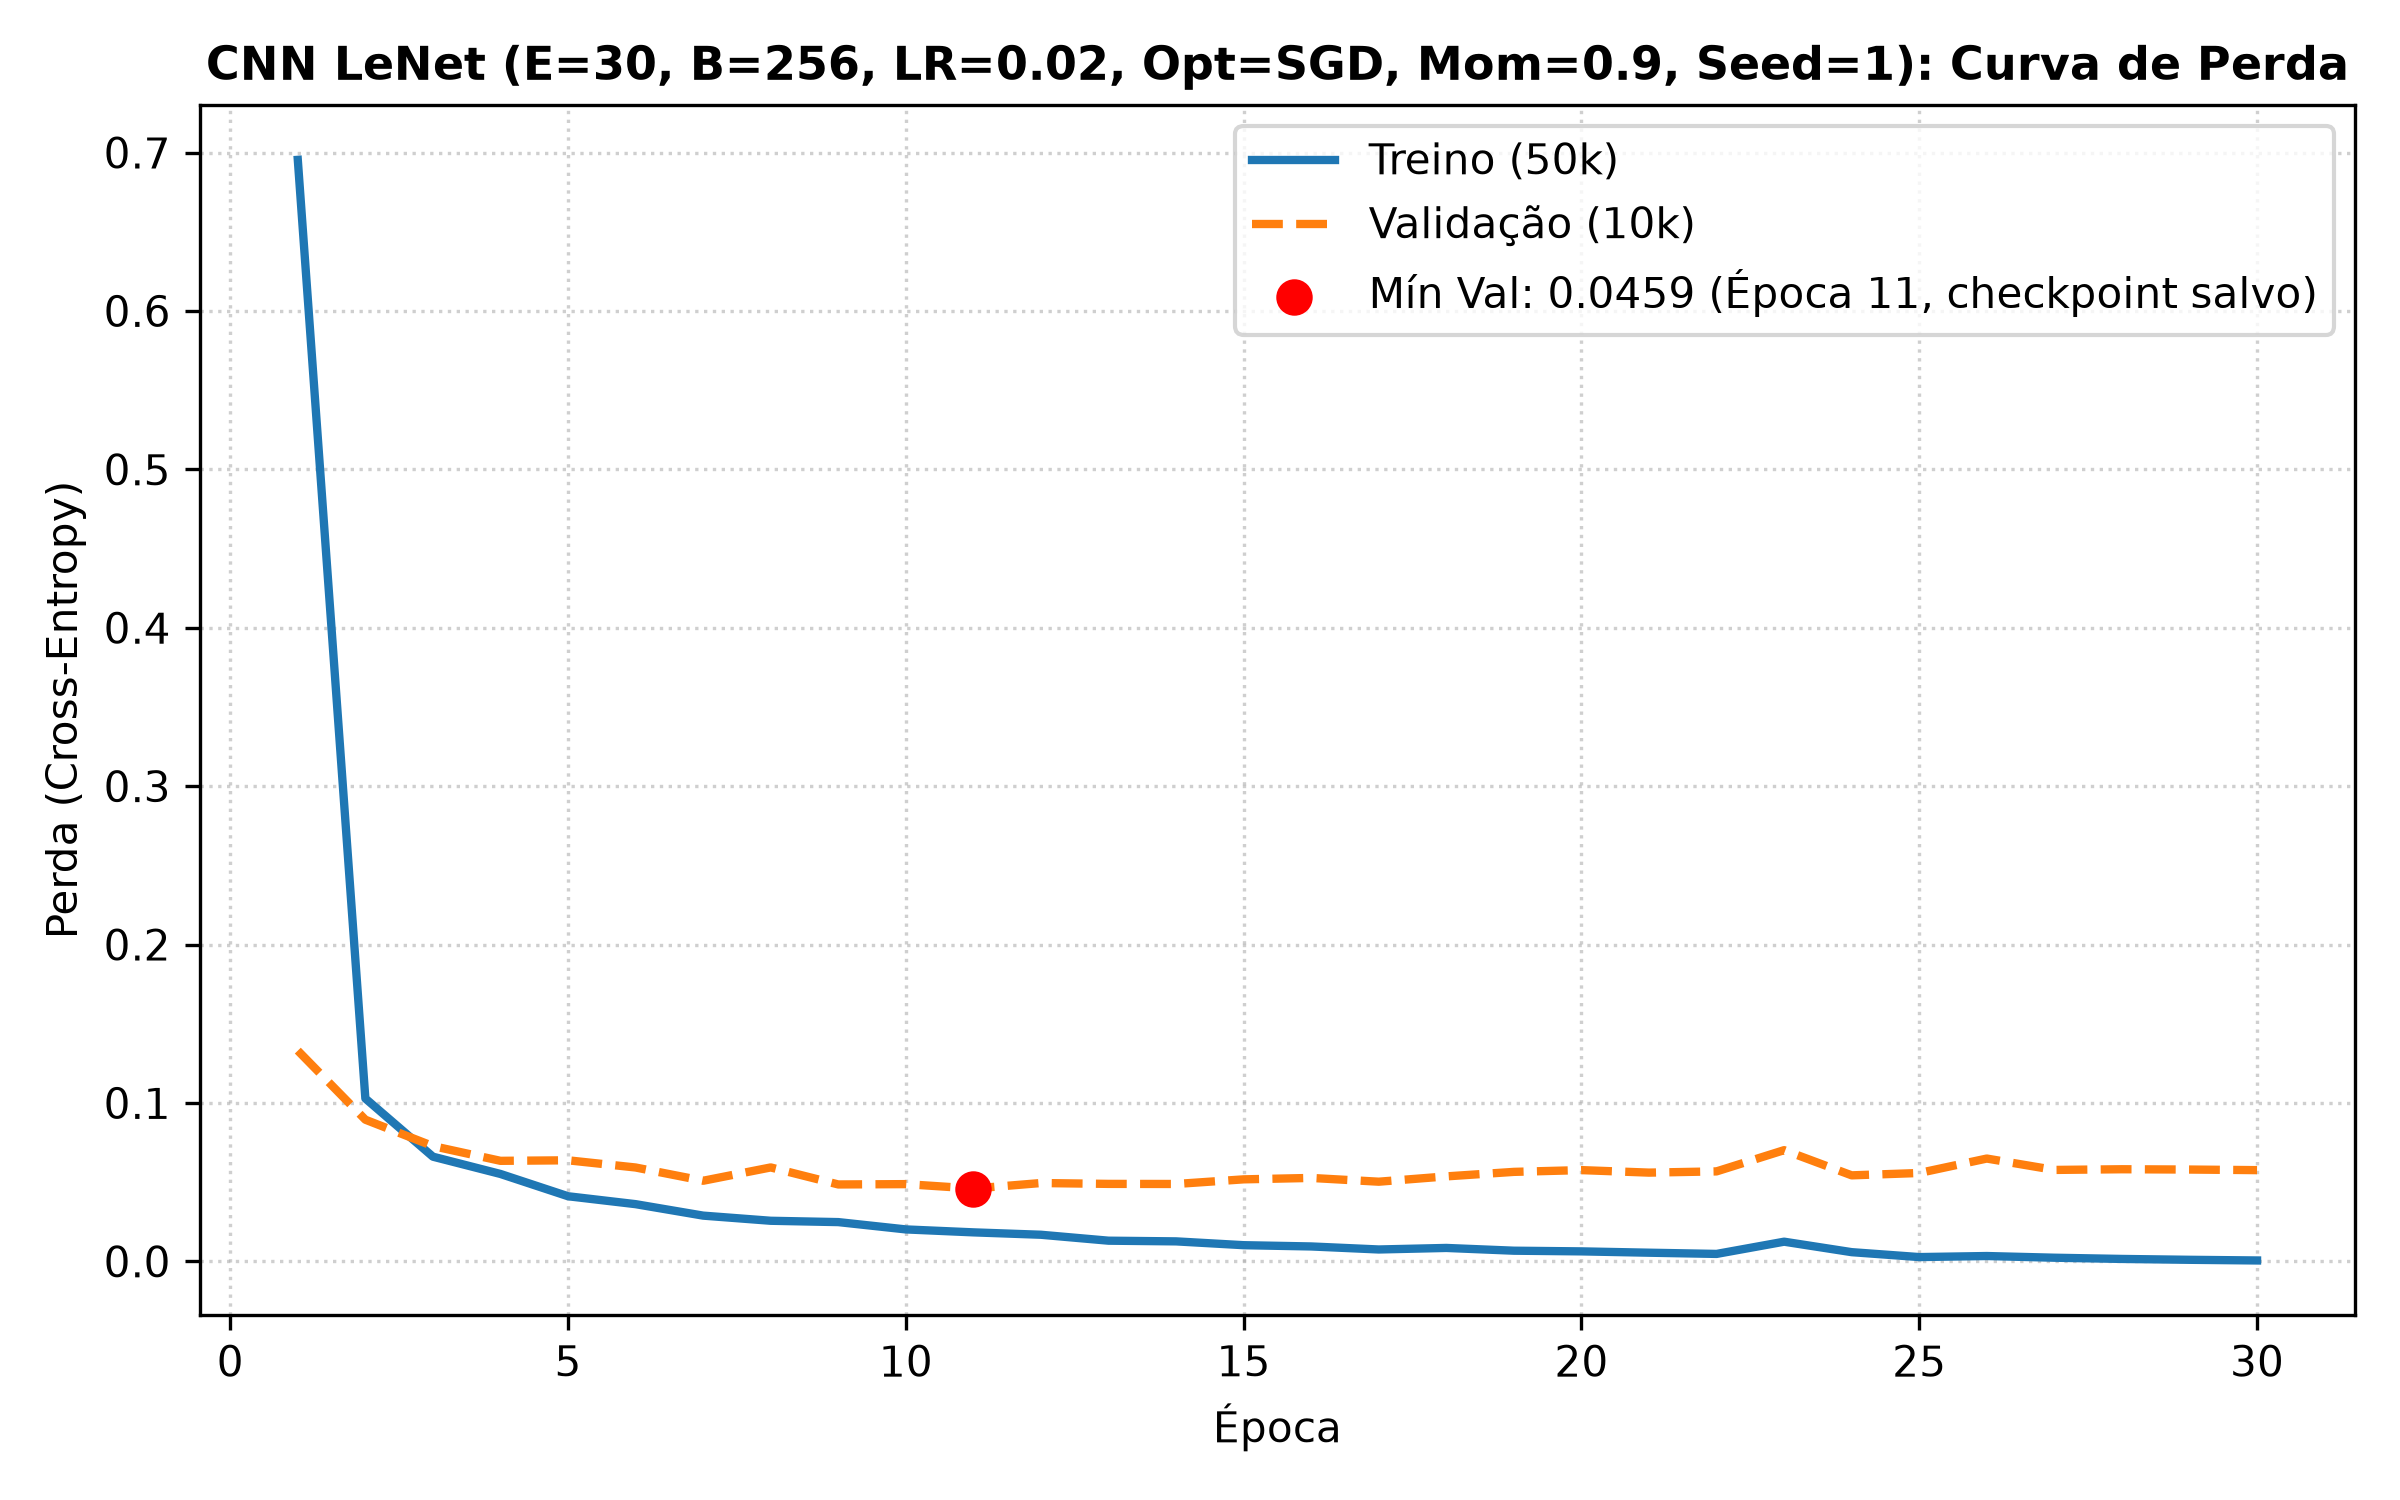 CNN LeNet (E=30, B=256, LR=0.02, Opt=SGD, Mom=0.9, Seed=1): Curva de Perda
Treino (50k)
Validação (10k)
Mín Val: 0.0459 (Época 11, checkpoint salvo)
Perda (Cross-Entropy)
0.7
0.6
0.5
0.4
0.3
0.2
0.1
0.0
0 5 10 15 20 25 30
Época